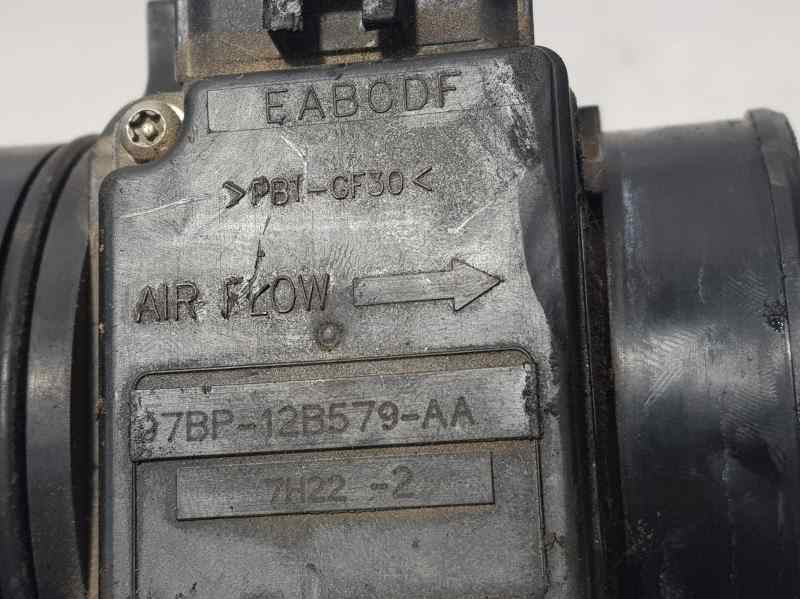 EABCDF
>PBT-GF30<
AIR FLOW
97BP-12B579-AA
7H22 -2